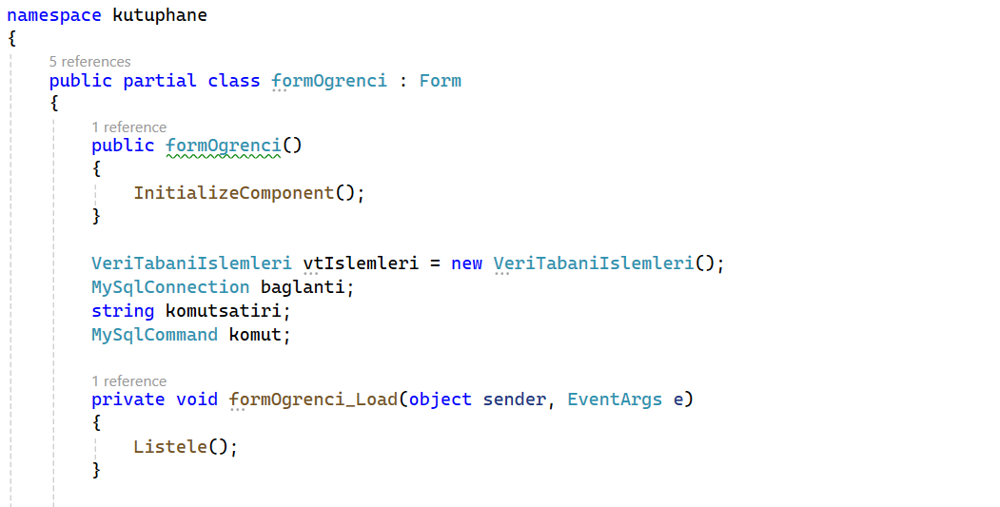 namespace kutuphane
{
5 references
public partial class formOgrenci : Form
{
1 reference
public formOgrenci()
{
InitializeComponent();
}
VeriTabaniIslemleri vtIslemleri = new VeriTabaniIslemleri();
MySqlConnection baglanti;
string komutsatiri;
MySqlCommand komut;
1 reference
private void formOgrenci_Load(object sender, EventArgs e)
{
Listele();
}